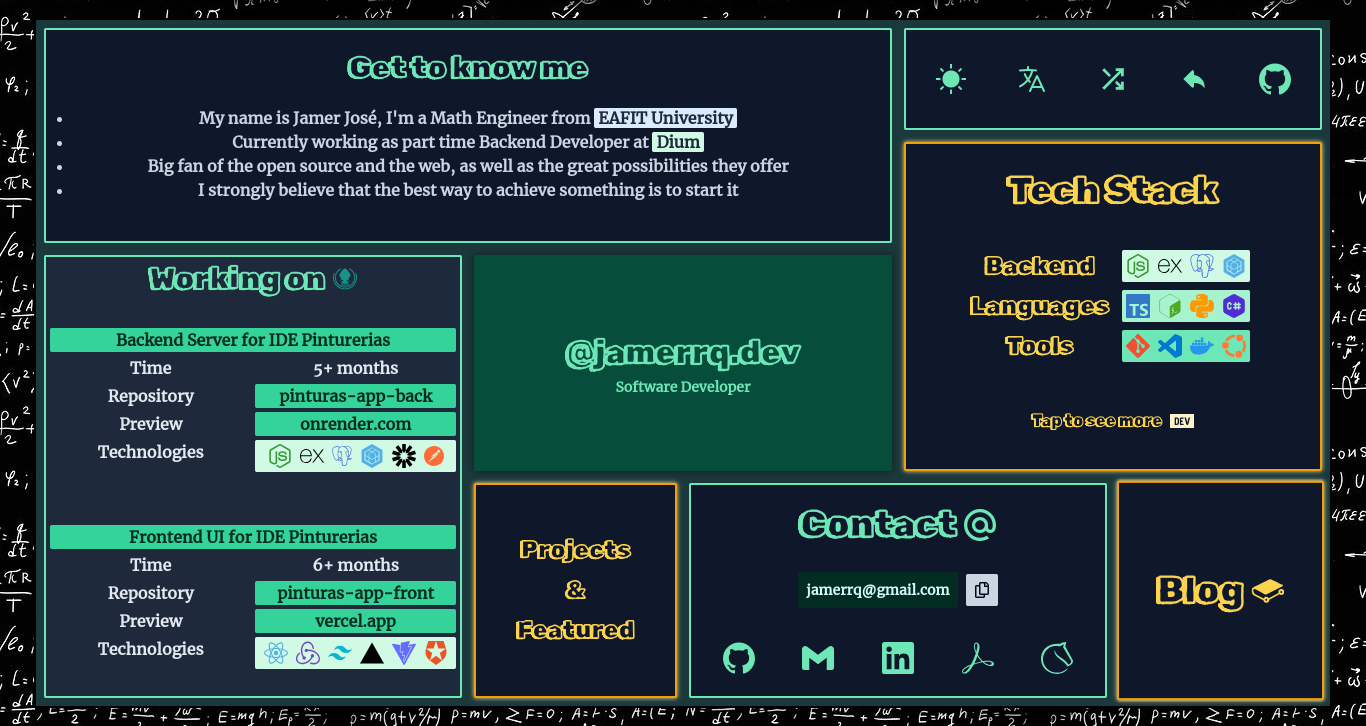 Get to know me
My name is Jamer José, I'm a Math Engineer from EAFIT University
Currently working as part time Backend Developer at Dium
Big fan of the open source and the web, as well as the great possibilities they offer
I strongly believe that the best way to achieve something is to start it
Tech Stack
Backend
JS ex
Languages
TS C#
Tools
Tap to see more DEV
Working on
Backend Server for IDE Pinturerias
Time 5+ months
Repository pinturas-app-back
Preview onrender.com
Technologies JS ex
Frontend UI for IDE Pinturerias
Time 6+ months
Repository pinturas-app-front
Preview vercel.app
Technologies
@jamerrq.dev
Software Developer
Projects
&
Featured
Contact @
jamerrq@gmail.com
in
Blog